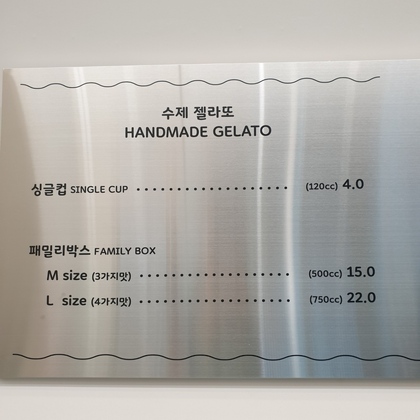 수제 젤라또
HANDMADE GELATO
싱글컵 SINGLE CUP (120cc) 4.0
패밀리박스 FAMILY BOX
M size (3가지맛) (500cc) 15.0
L size (4가지맛) (750cc) 22.0